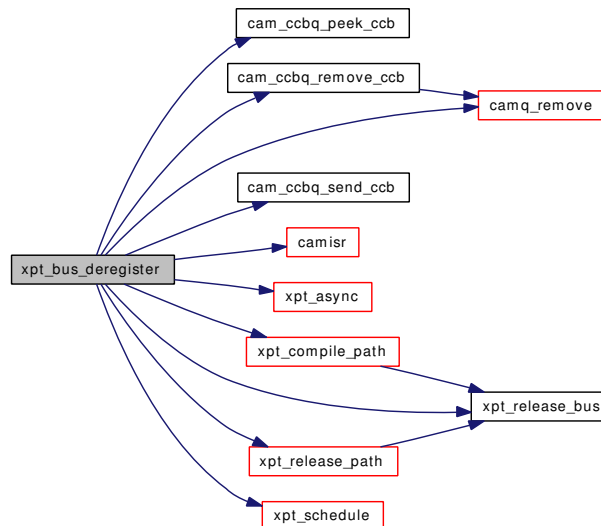 cam_ccbq_peek_ccb
cam_ccbq_remove_ccb
camq_remove
cam_ccbq_send_ccb
camisr
xpt_bus_deregister
xpt_async
xpt_compile_path
xpt_release_bus
xpt_release_path
xpt_schedule